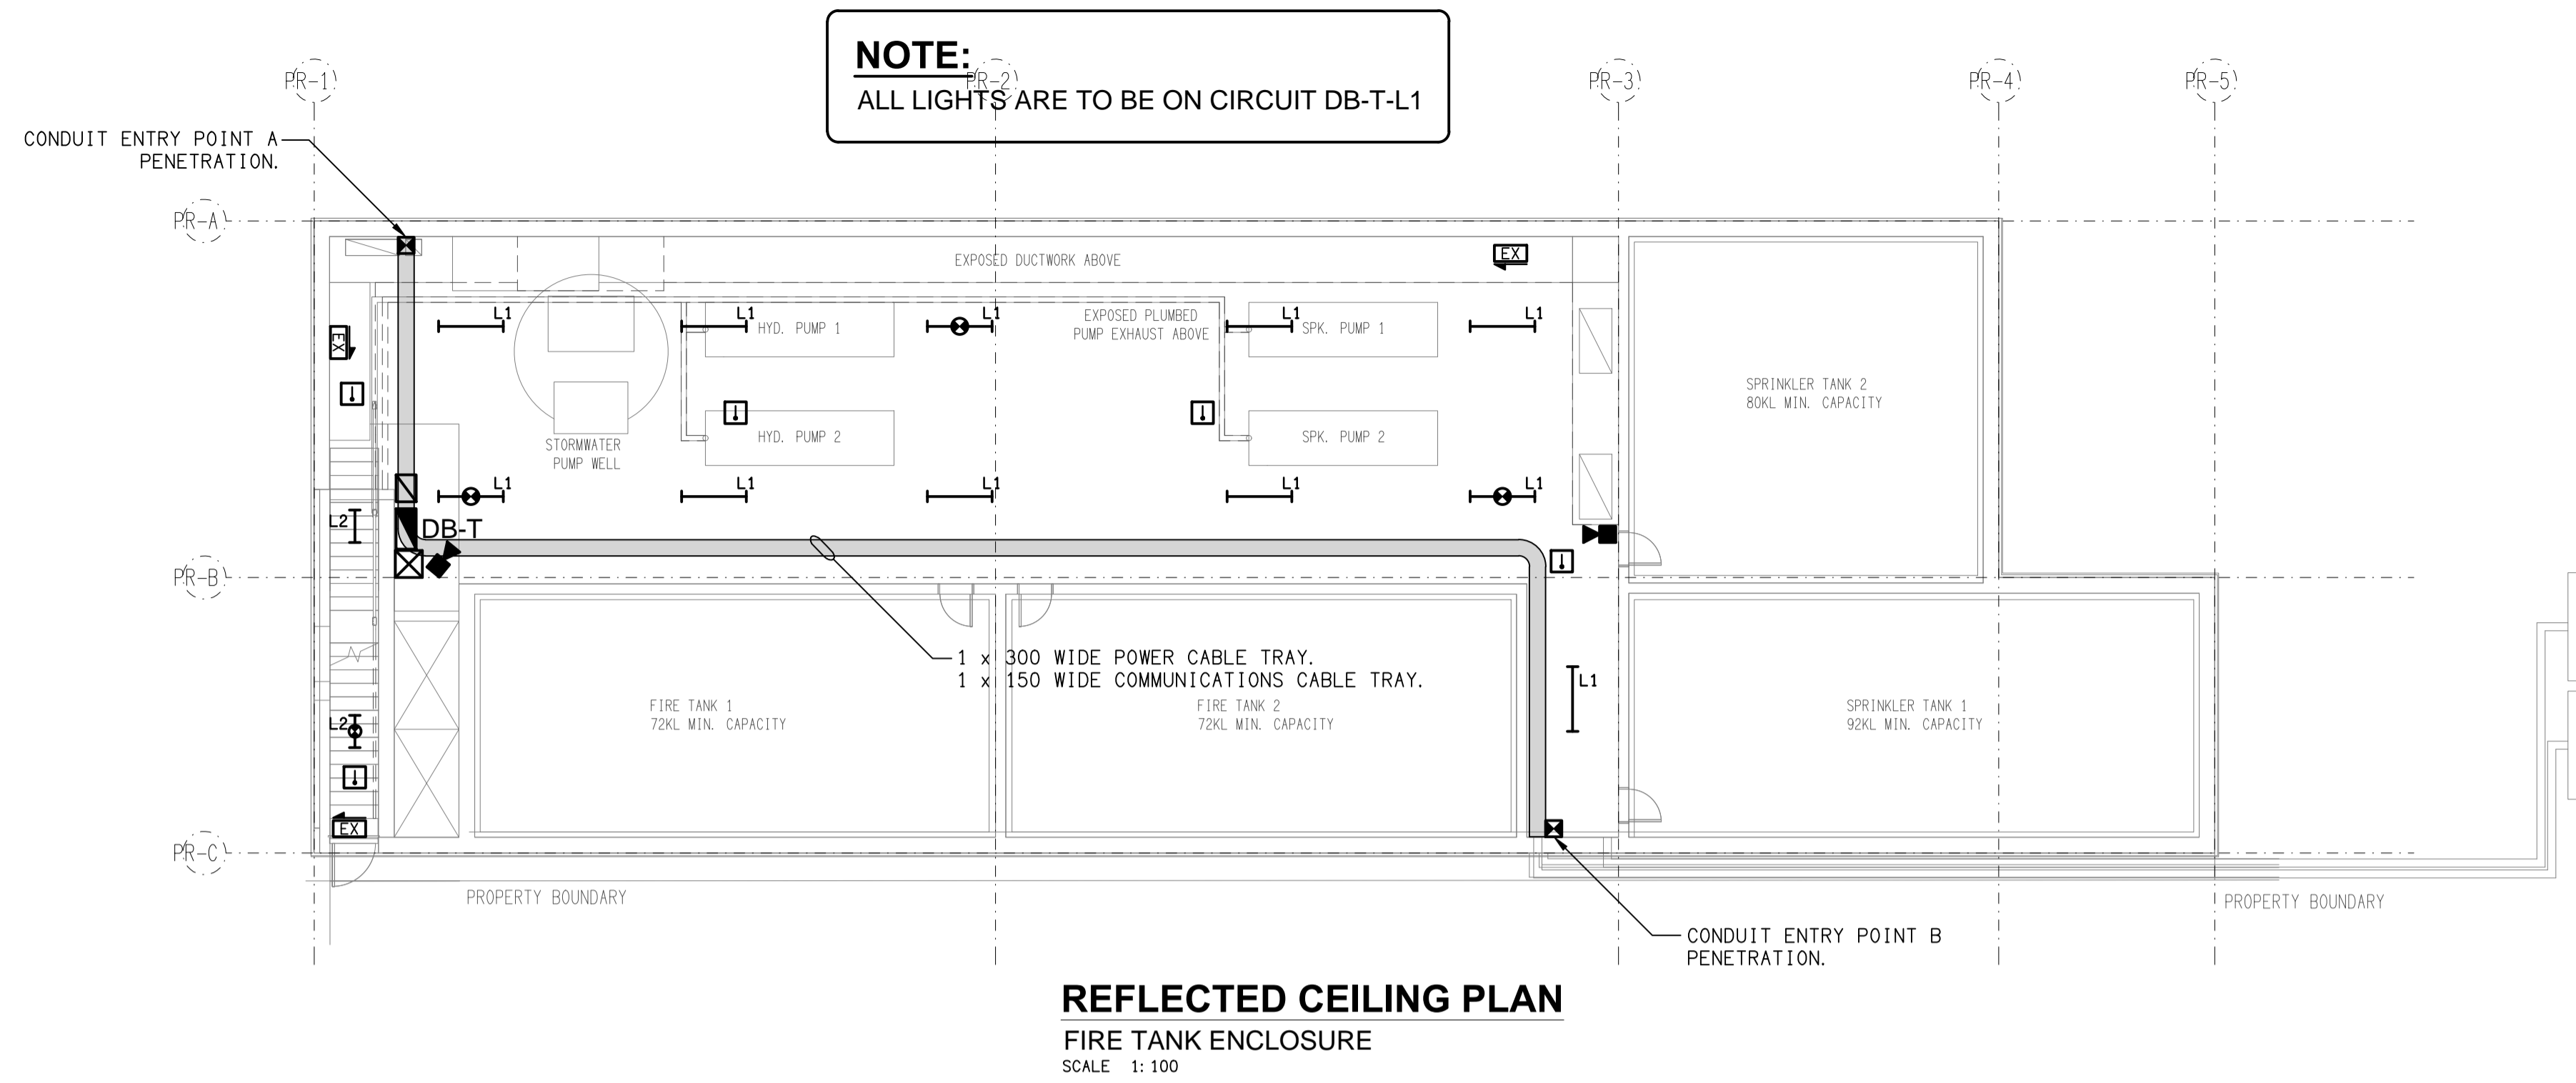 NOTE:
ALL LIGHTS ARE TO BE ON CIRCUIT DB-T-L1
PR-1
PR-2
PR-3
PR-4
PR-5
CONDUIT ENTRY POINT A
PENETRATION.
PR-A
EXPOSED DUCTWORK ABOVE
EX
L1
L1
L1
L1
L1
EX
HYD. PUMP 1
EXPOSED PLUMBED
PUMP EXHAUST ABOVE
SPK. PUMP 1
SPRINKLER TANK 2
80KL MIN. CAPACITY
STORMWATER
PUMP WELL
HYD. PUMP 2
SPK. PUMP 2
L1
L1
L1
L1
L1
L2
DB-T
PR-B
1 x 300 WIDE POWER CABLE TRAY.
1 x 150 WIDE COMMUNICATIONS CABLE TRAY.
L1
L2
FIRE TANK 1
72KL MIN. CAPACITY
FIRE TANK 2
72KL MIN. CAPACITY
SPRINKLER TANK 1
92KL MIN. CAPACITY
EX
PR-C
PROPERTY BOUNDARY
PROPERTY BOUNDARY
CONDUIT ENTRY POINT B
PENETRATION.
REFLECTED CEILING PLAN
FIRE TANK ENCLOSURE
SCALE 1:100